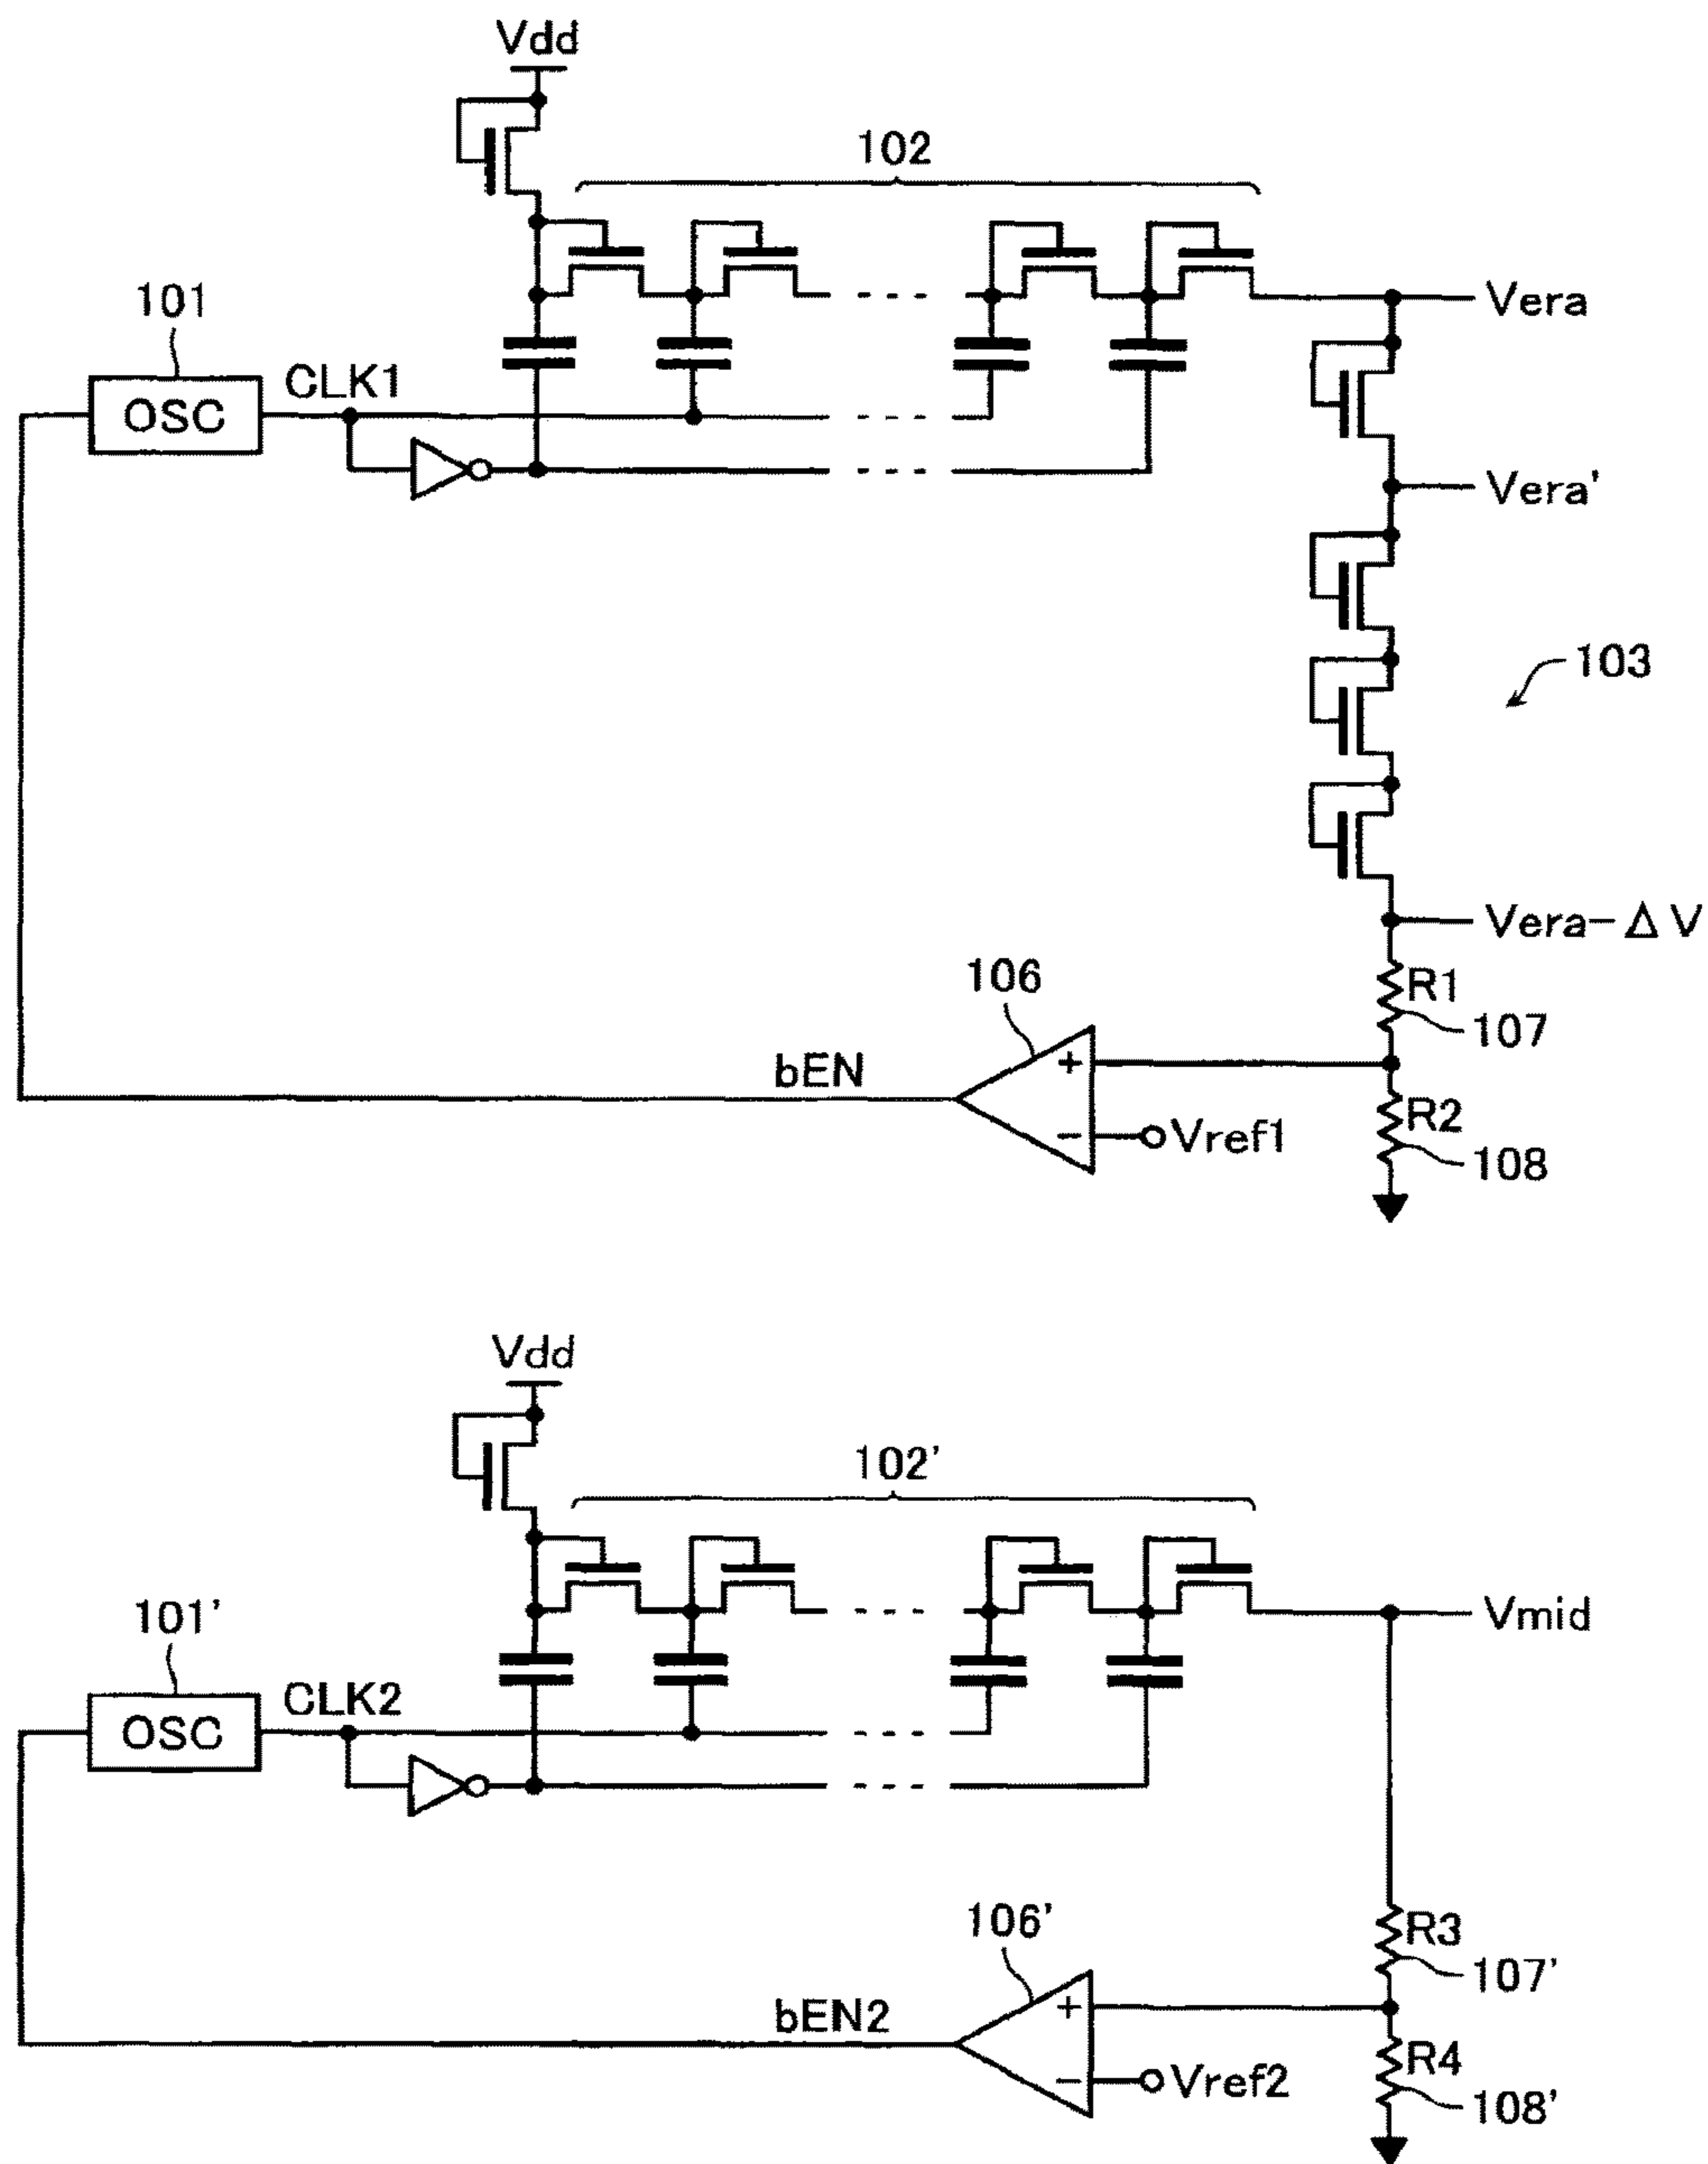 Vdd
102
101
OSC
CLK1
Vera
Vera'
103
Vera-ΔV
R1
107
106
bEN
+
-
Vref1
R2
108
Vdd
102'
101'
OSC
CLK2
Vmid
R3
107'
106'
bEN2
+
-
Vref2
R4
108'